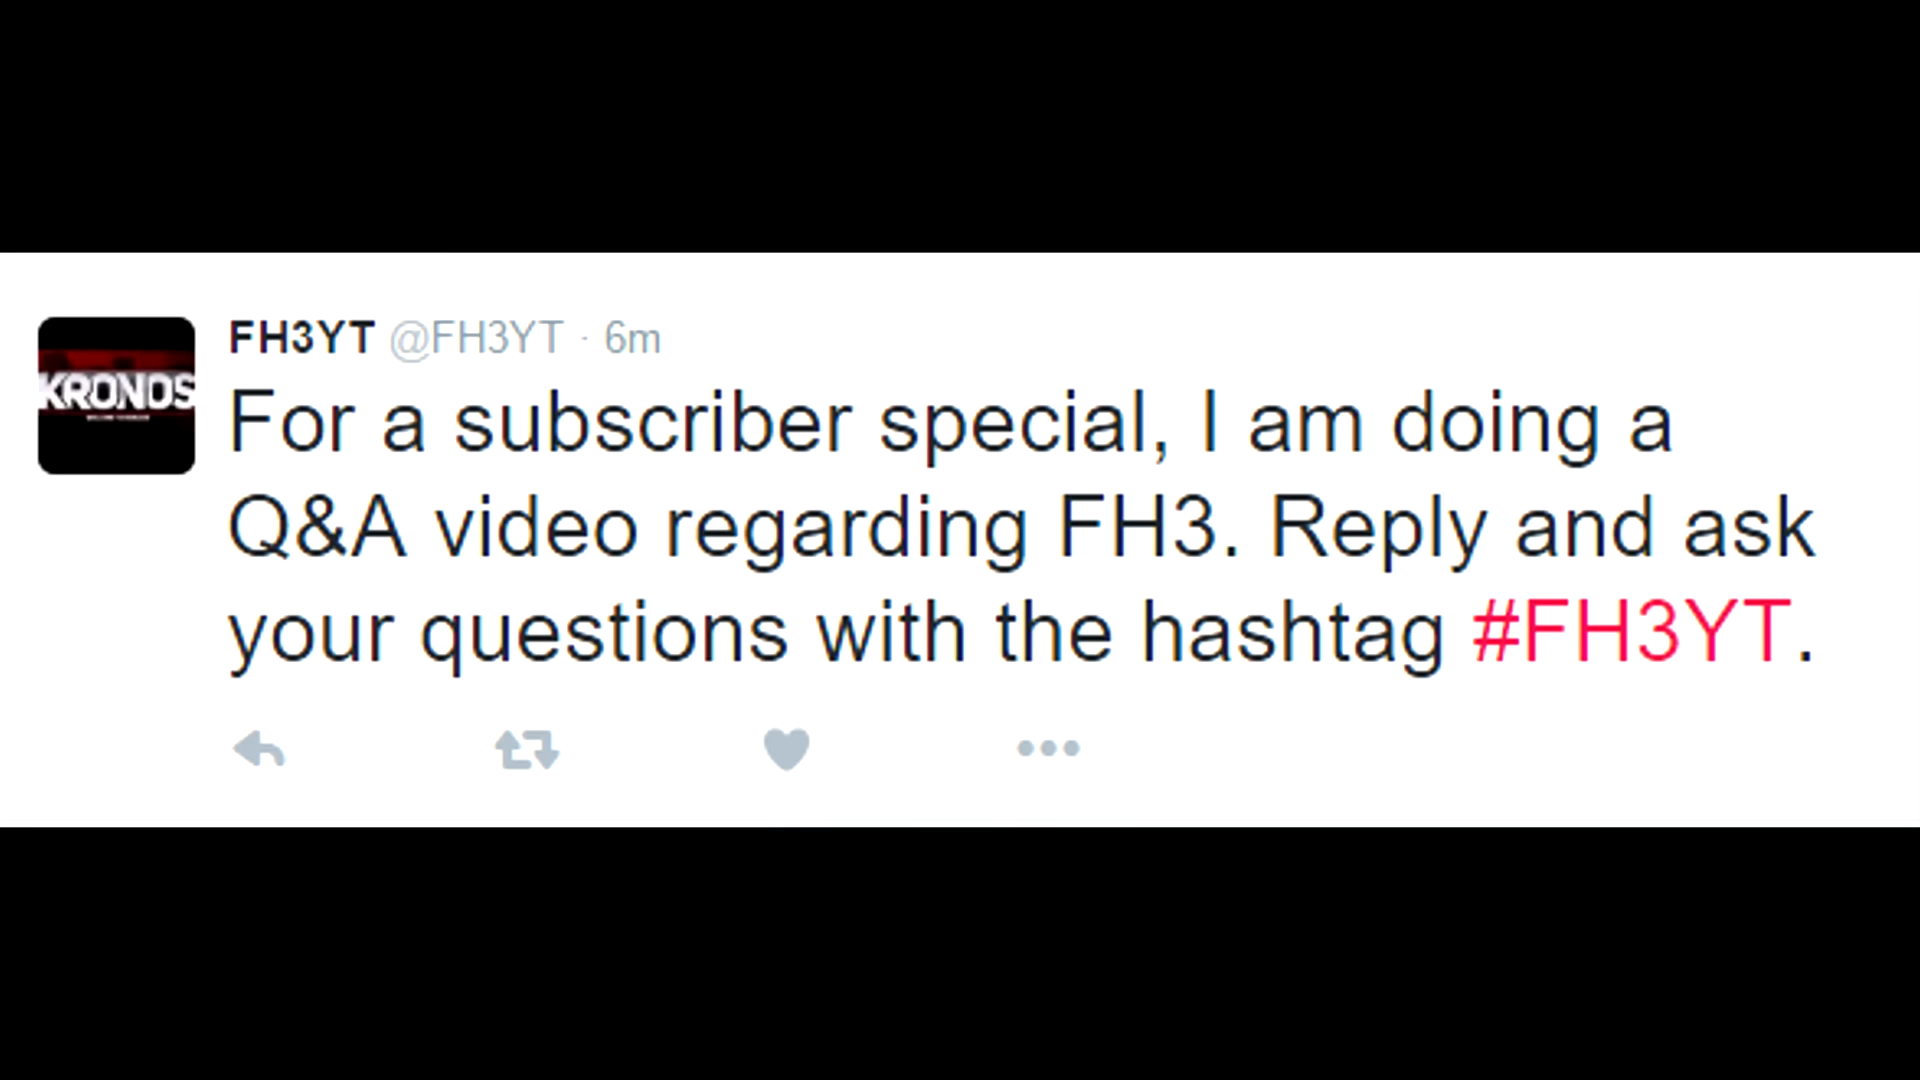 KRONOS
FH3YT @FH3YT · 6m
For a subscriber special, I am doing a
Q&A video regarding FH3. Reply and ask
your questions with the hashtag #FH3YT.